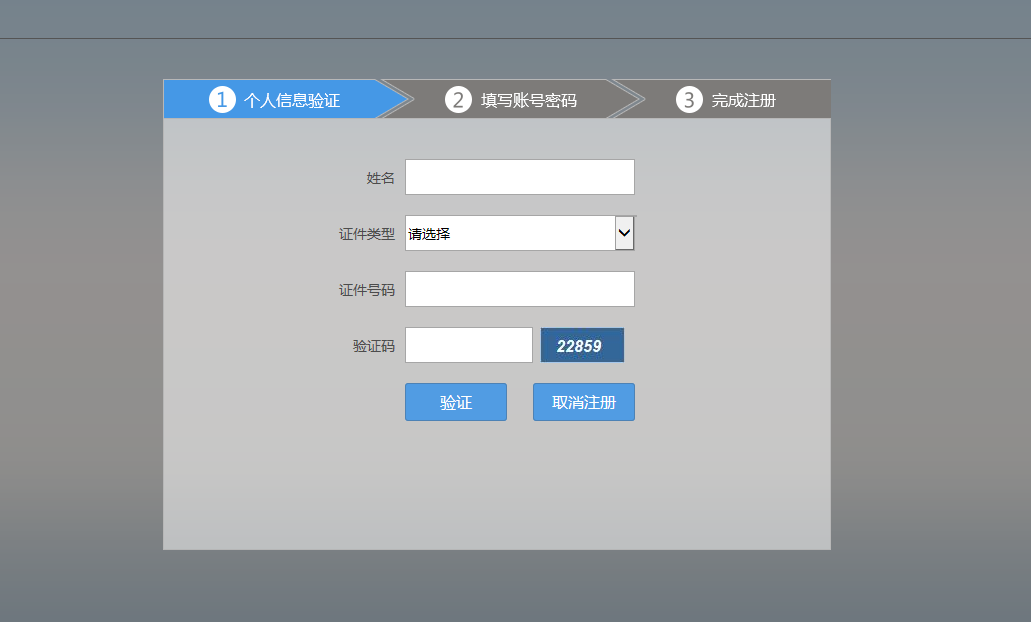 1 个人信息验证 2 填写账号密码 3 完成注册
姓名
证件类型 请选择
证件号码
验证码 22859
验证 取消注册